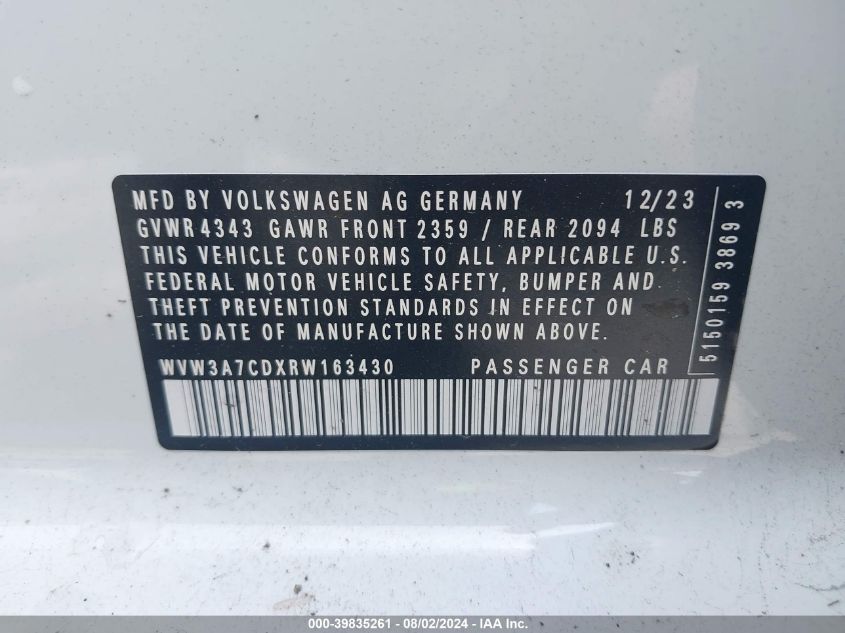 MFD BY VOLKSWAGEN AG GERMANY 12/23
GVWR 4343 GAWR FRONT 2359 / REAR 2094 LBS
THIS VEHICLE CONFORMS TO ALL APPLICABLE U.S.
FEDERAL MOTOR VEHICLE SAFETY, BUMPER AND
THEFT PREVENTION STANDARDS IN EFFECT ON
THE DATE OF MANUFACTURE SHOWN ABOVE.
WVW3A7CDXRW163430 PASSENGER CAR
5150159 3869 3
000-39835261 - 08/02/2024 - IAA Inc.